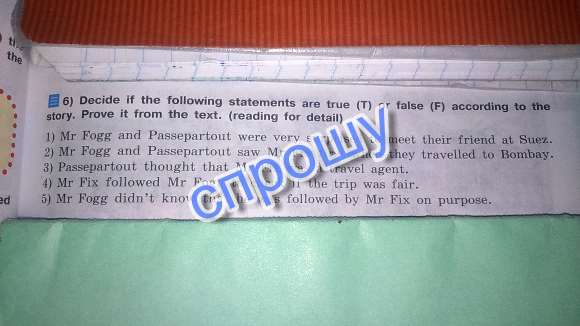 the
6) Decide if the following statements are true (T) or false (F) according to the
story. Prove it from the text. (reading for detail)
1) Mr Fogg and Passepartout were very meet their friend at Suez.
2) Mr Fogg and Passepartout saw they travelled to Bombay.
3) Passepartout thought that travel agent.
4) Mr Fix followed Mr the trip was fair.
5) Mr Fogg didn't know followed by Mr Fix on purpose.
ed
спрошу